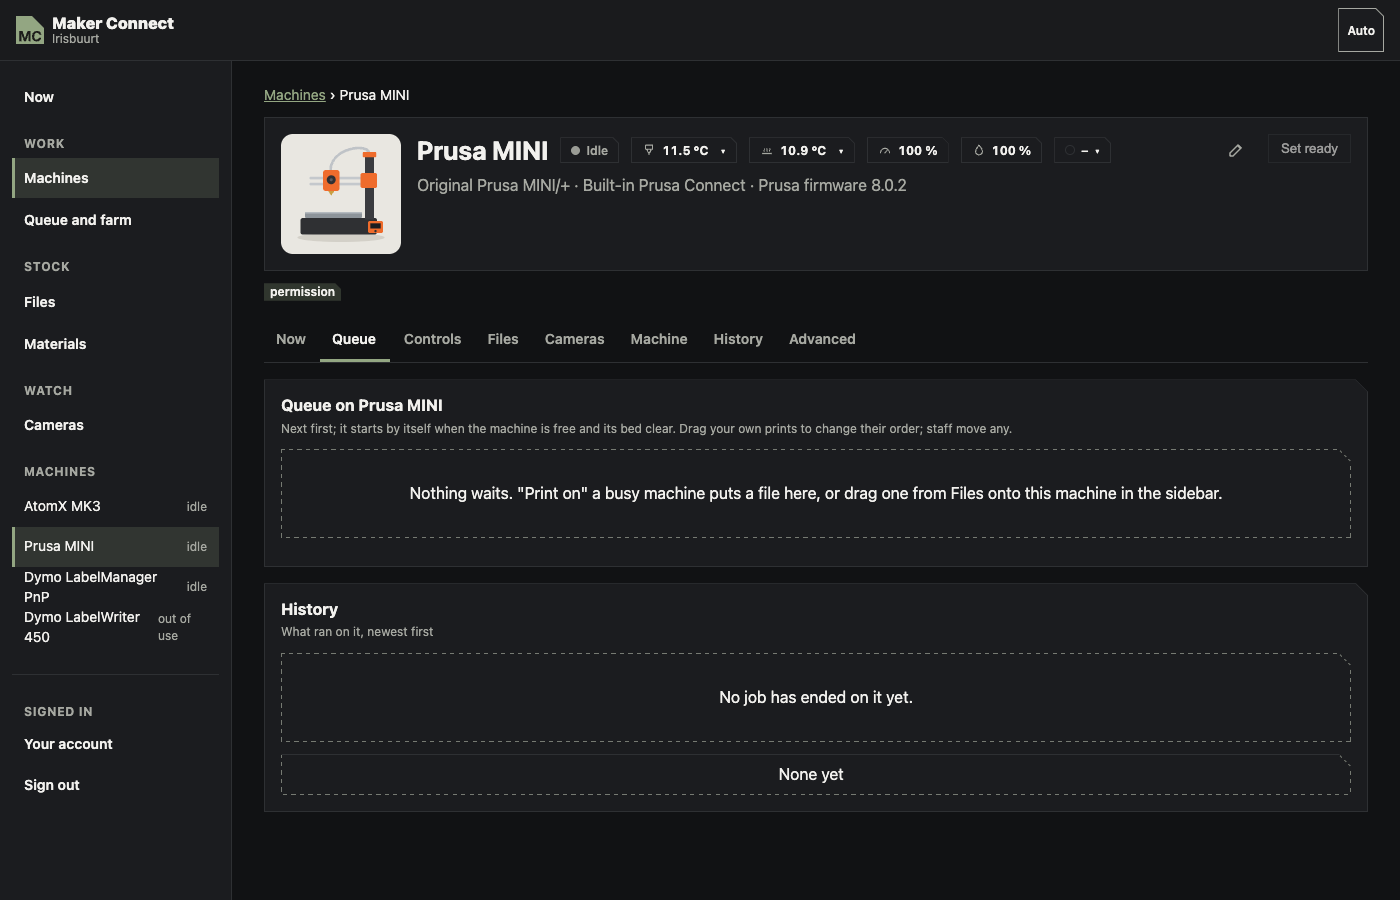 MC
Maker Connect
Irisbuurt
Auto
Now
WORK
Machines
Queue and farm
STOCK
Files
Materials
WATCH
Cameras
MACHINES
AtomX MK3 idle
Prusa MINI idle
Dymo LabelManager PnP idle
Dymo LabelWriter 450 out of use
SIGNED IN
Your account
Sign out
Machines › Prusa MINI
Prusa MINI Idle 11.5 °C 10.9 °C 100 % 100 % – Set ready
Original Prusa MINI/+ · Built-in Prusa Connect · Prusa firmware 8.0.2
permission
Now Queue Controls Files Cameras Machine History Advanced
Queue on Prusa MINI
Next first; it starts by itself when the machine is free and its bed clear. Drag your own prints to change their order; staff move any.
Nothing waits. "Print on" a busy machine puts a file here, or drag one from Files onto this machine in the sidebar.
History
What ran on it, newest first
No job has ended on it yet.
None yet